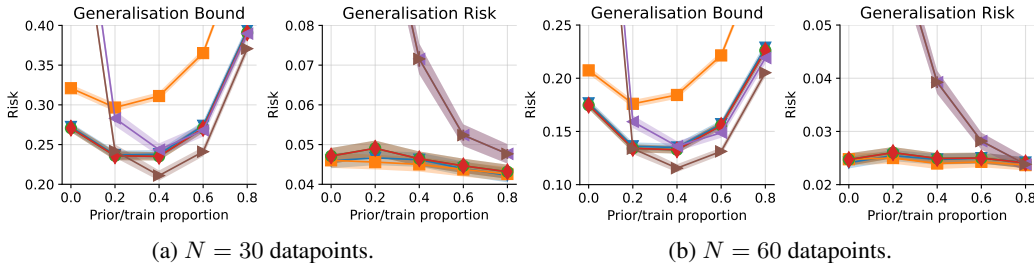 Generalisation Bound
0.40
0.35
0.30
0.25
0.20
Risk
0.0 0.2 0.4 0.6 0.8
Prior/train proportion
Generalisation Risk
0.08
0.07
0.06
0.05
0.04
Risk
0.0 0.2 0.4 0.6 0.8
Prior/train proportion
(a) N = 30 datapoints.
Generalisation Bound
0.25
0.20
0.15
0.10
Risk
0.0 0.2 0.4 0.6 0.8
Prior/train proportion
Generalisation Risk
0.05
0.04
0.03
0.02
Risk
0.0 0.2 0.4 0.6 0.8
Prior/train proportion
(b) N = 60 datapoints.